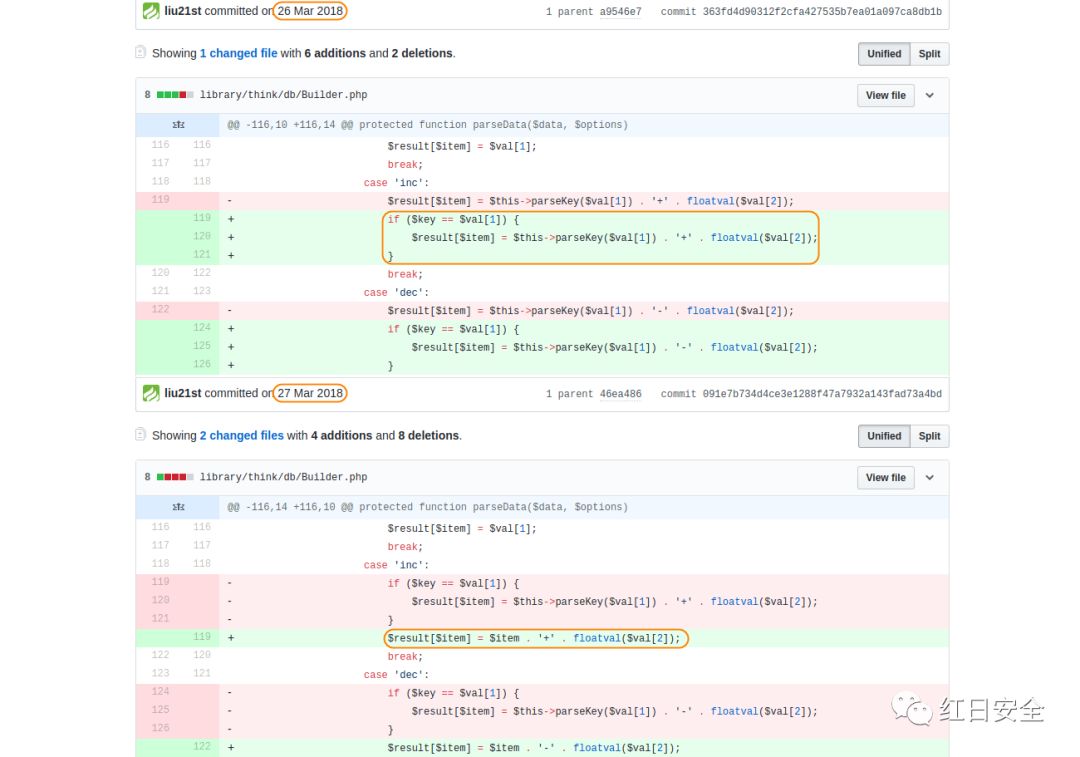 liu21st committed on 26 Mar 2018 1 parent a9546e7 commit 363fd4d90312f2cfa427535b7ea01a097ca8db1b
Showing 1 changed file with 6 additions and 2 deletions. Unified Split
8 library/think/db/Builder.php View file
@@ -116,10 +116,14 @@ protected function parseData($data, $options)
116 116 $result[$item] = $val[1];
117 117 break;
118 118 case 'inc':
119 - $result[$item] = $this->parseKey($val[1]) . '+' . floatval($val[2]);
119 + if ($key == $val[1]) {
120 + $result[$item] = $this->parseKey($val[1]) . '+' . floatval($val[2]);
121 + }
120 122 break;
121 123 case 'dec':
122 - $result[$item] = $this->parseKey($val[1]) . '-' . floatval($val[2]);
124 + if ($key == $val[1]) {
125 + $result[$item] = $this->parseKey($val[1]) . '-' . floatval($val[2]);
126 + }
liu21st committed on 27 Mar 2018 1 parent 46ea486 commit 091e7b734d4ce3e1288f47a7932a143fad73a4bd
Showing 2 changed files with 4 additions and 8 deletions. Unified Split
8 library/think/db/Builder.php View file
@@ -116,14 +116,10 @@ protected function parseData($data, $options)
116 116 $result[$item] = $val[1];
117 117 break;
118 118 case 'inc':
119 - if ($key == $val[1]) {
120 - $result[$item] = $this->parseKey($val[1]) . '+' . floatval($val[2]);
121 - }
119 + $result[$item] = $item . '+' . floatval($val[2]);
122 120 break;
123 121 case 'dec':
124 - if ($key == $val[1]) {
125 - $result[$item] = $this->parseKey($val[1]) . '-' . floatval($val[2]);
126 - }
122 + $result[$item] = $item . '-' . floatval($val[2]);
红日安全